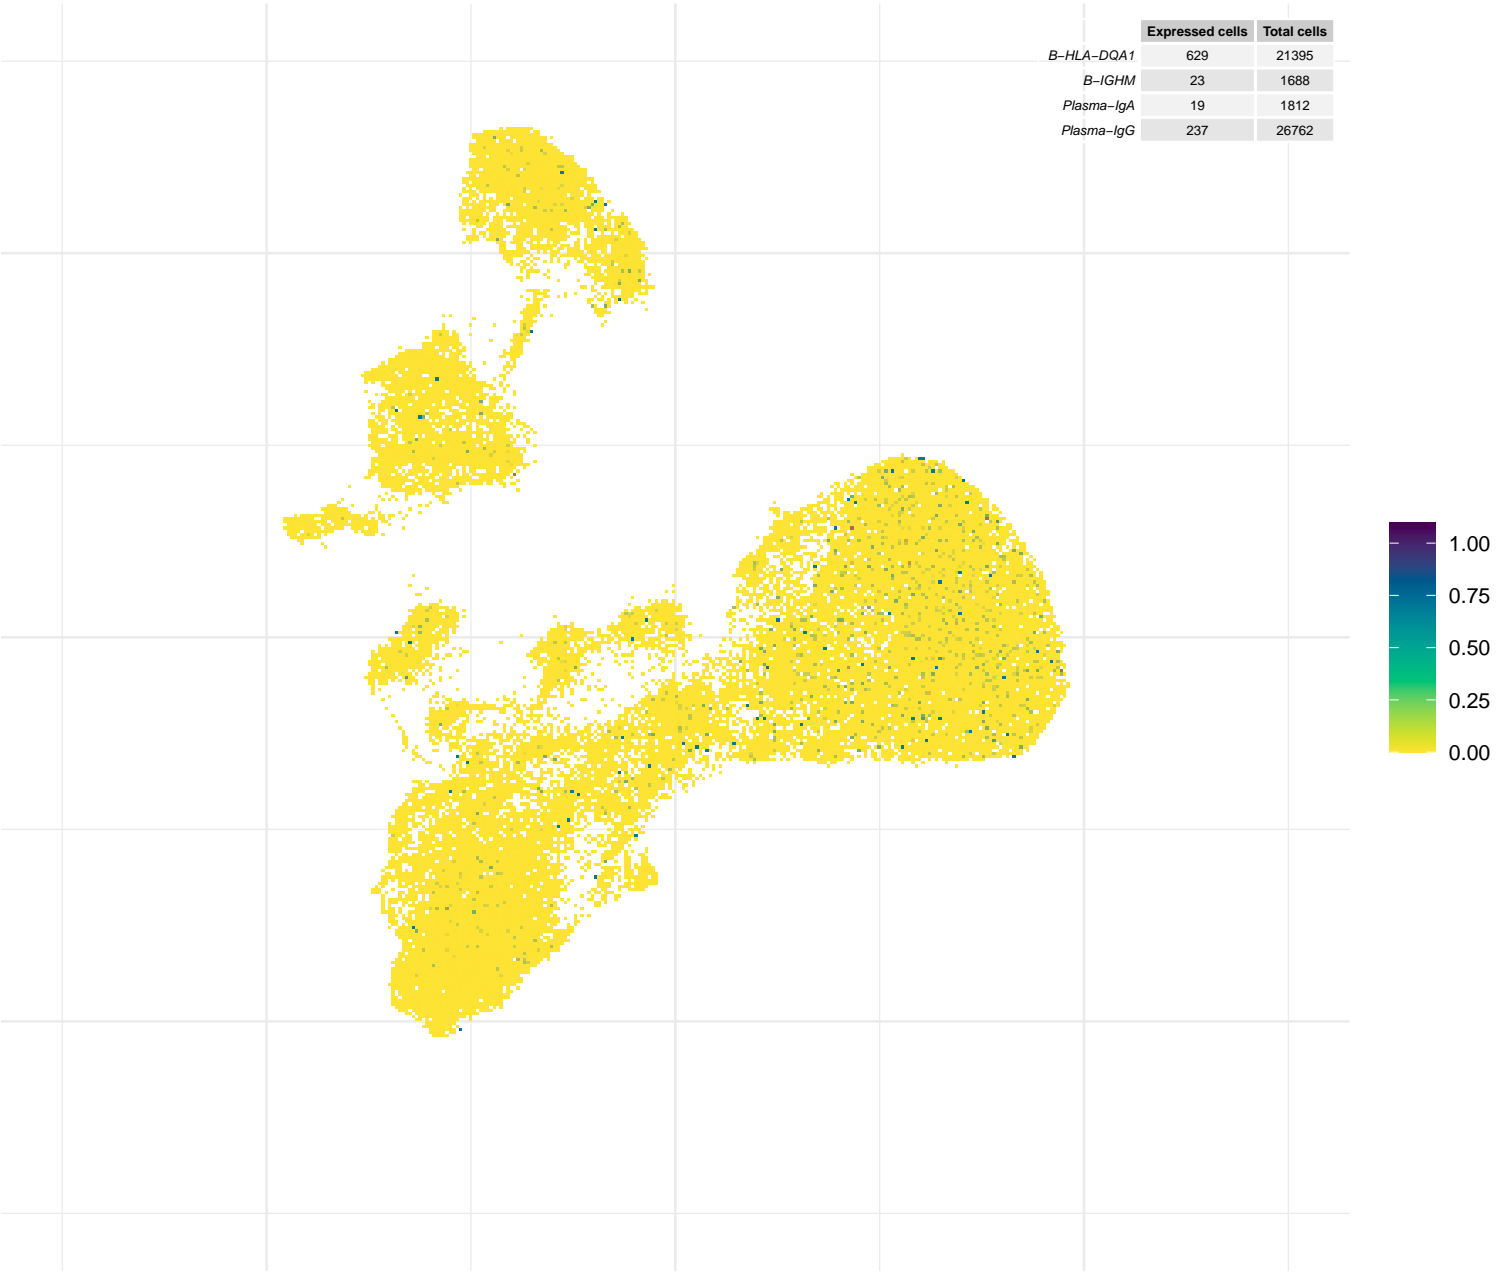 Expressed cells Total cells
B−HLA−DQA1 629 21395
B−IGHM 23 1688
Plasma−IgA 19 1812
Plasma−IgG 237 26762
1.00
0.75
0.50
0.25
0.00